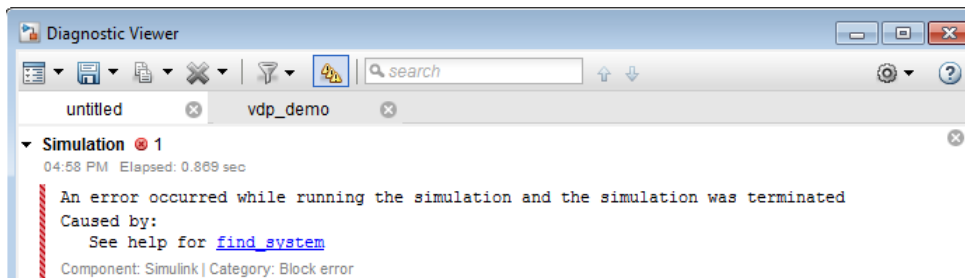 Diagnostic Viewer
search
untitled vdp_demo
Simulation 1
04:58 PM Elapsed: 0.869 sec
An error occurred while running the simulation and the simulation was terminated
Caused by:
See help for find_system
Component: Simulink | Category: Block error